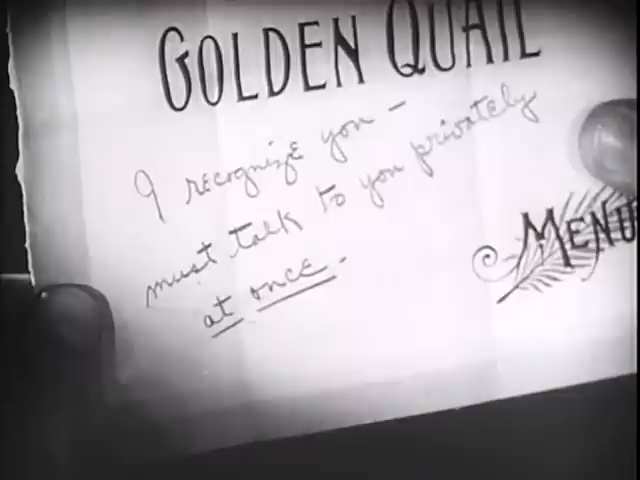 GOLDEN QUAIL
I recognize you -
must talk to you privately
at once.
MENU